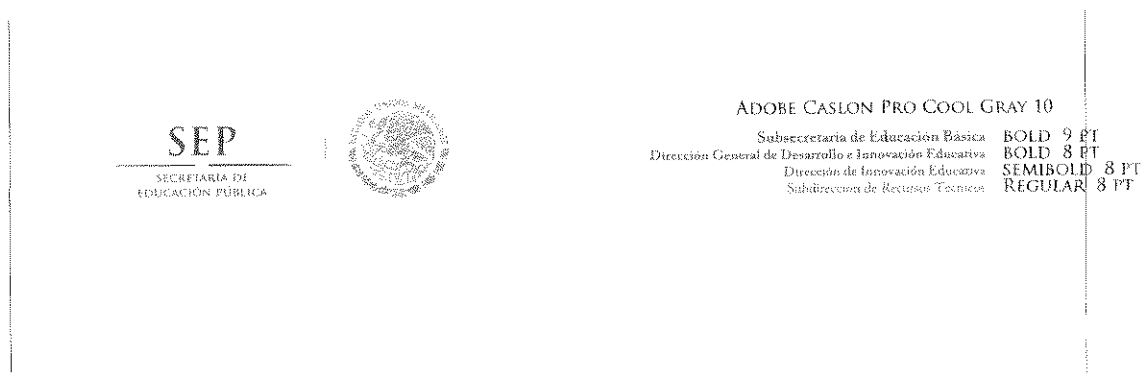 SEP
SECRETARÍA DE
EDUCACIÓN PÚBLICA
UNIDOS
ADOBE CASLON PRO COOL GRAY 10
Subsecretaría de Educación Básica BOLD 9 PT
Dirección General de Desarrollo e Innovación Educativa BOLD 8 PT
Dirección de Innovación Educativa SEMIBOLD 8 PT
Subdirección de Recursos Técnicos REGULAR 8 PT